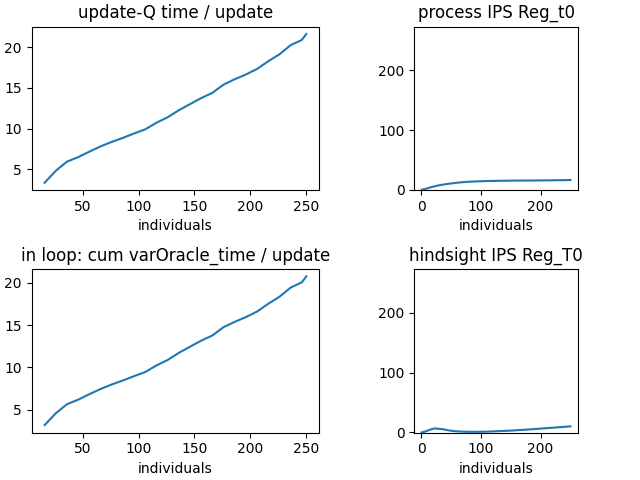 update-Q time / update
20
15
10
5
50 100 150 200 250
individuals
process IPS Reg_t0
200
100
0
0 100 200
individuals
in loop: cum varOracle_time / update
20
15
10
5
50 100 150 200 250
individuals
hindsight IPS Reg_T0
200
100
0
0 100 200
individuals